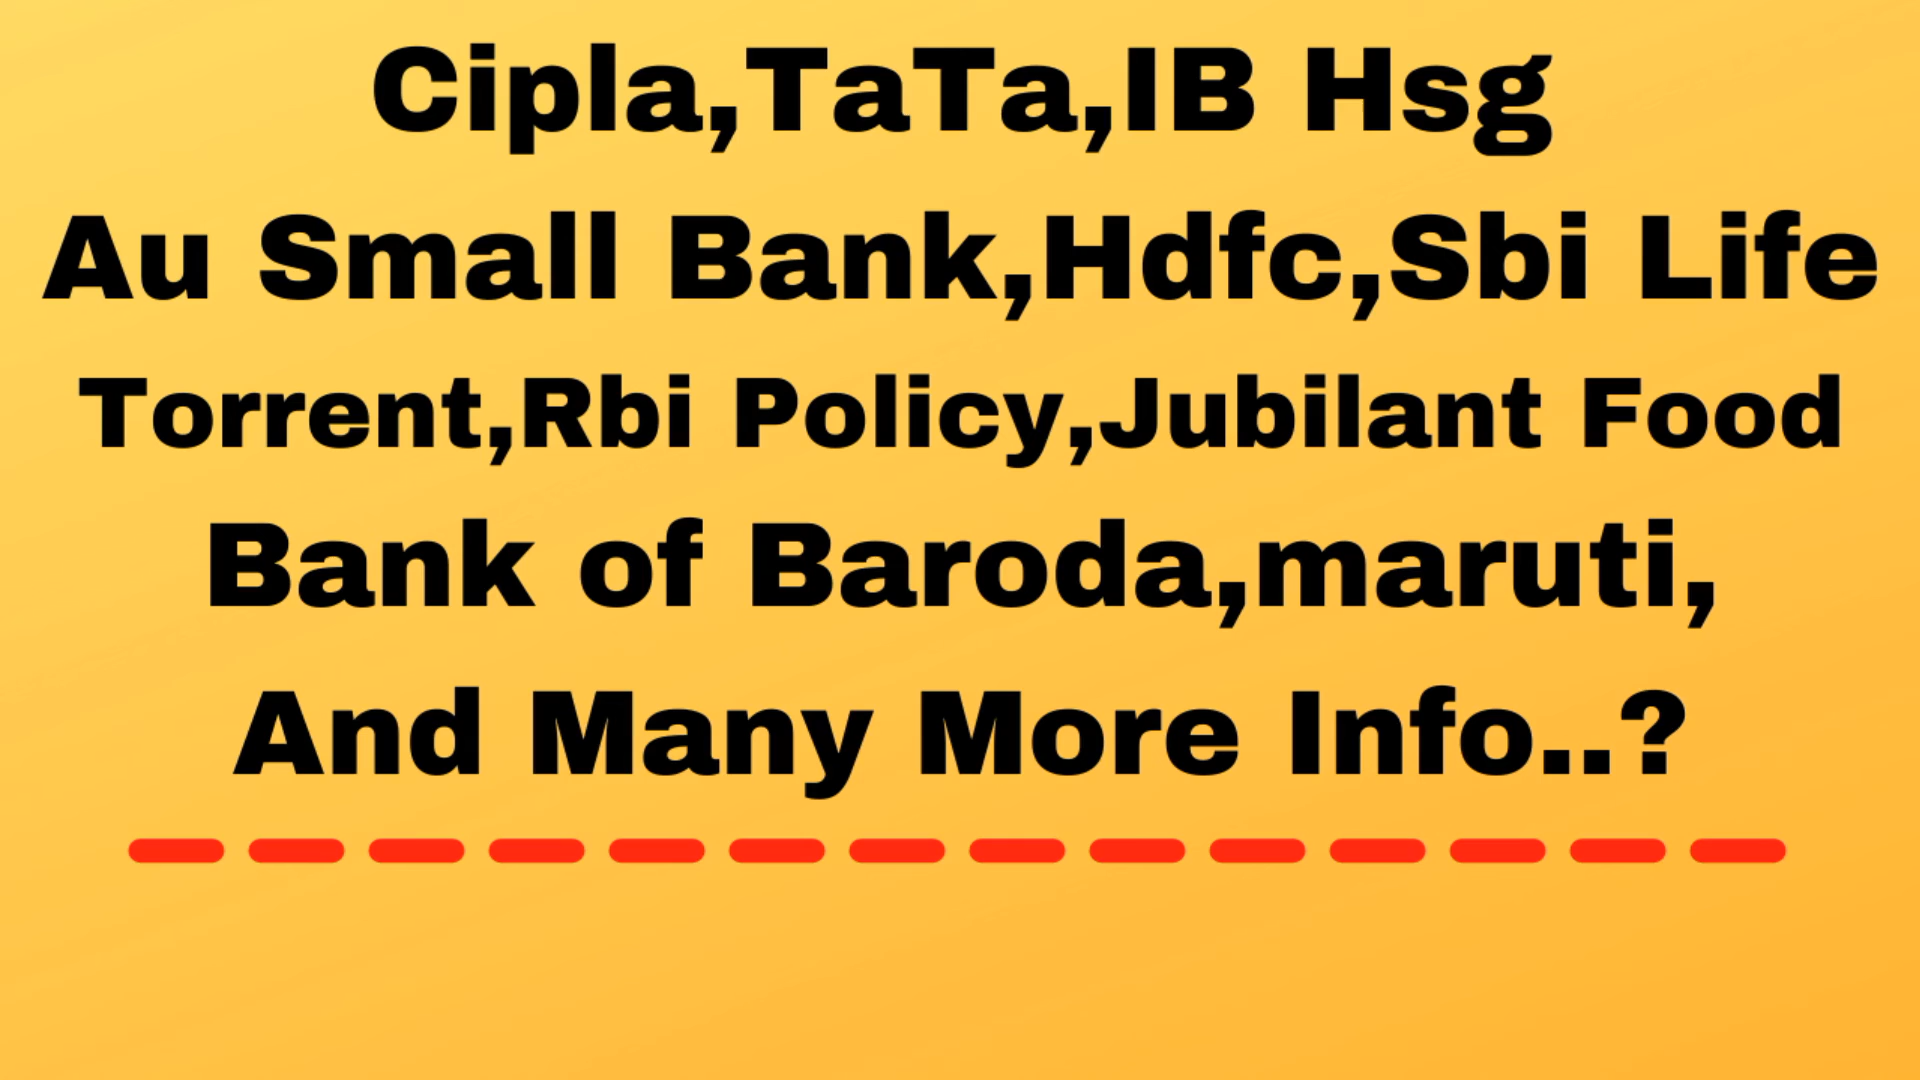 Cipla,TaTa,IB Hsg
Au Small Bank,Hdfc,Sbi Life
Torrent,Rbi Policy,Jubilant Food
Bank of Baroda,maruti,
And Many More Info..?